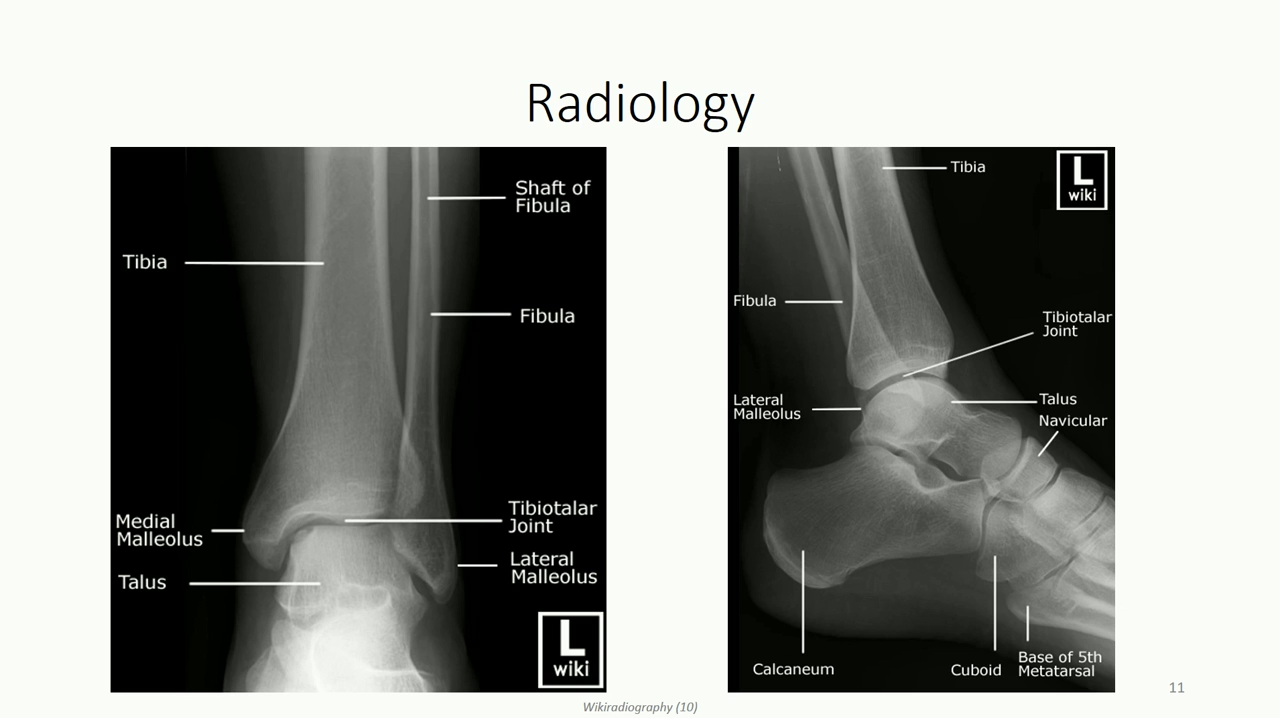 Radiology
Shaft of
Fibula
Tibia
Fibula
Medial
Malleolus
Tibiotalar
Joint
Lateral
Malleolus
Talus
L
wiki
Tibia
L
wiki
Fibula
Tibiotalar
Joint
Lateral
Malleolus
Talus
Navicular
Calcaneum
Cuboid
Base of 5th
Metatarsal
Wikiradiography (10)
11